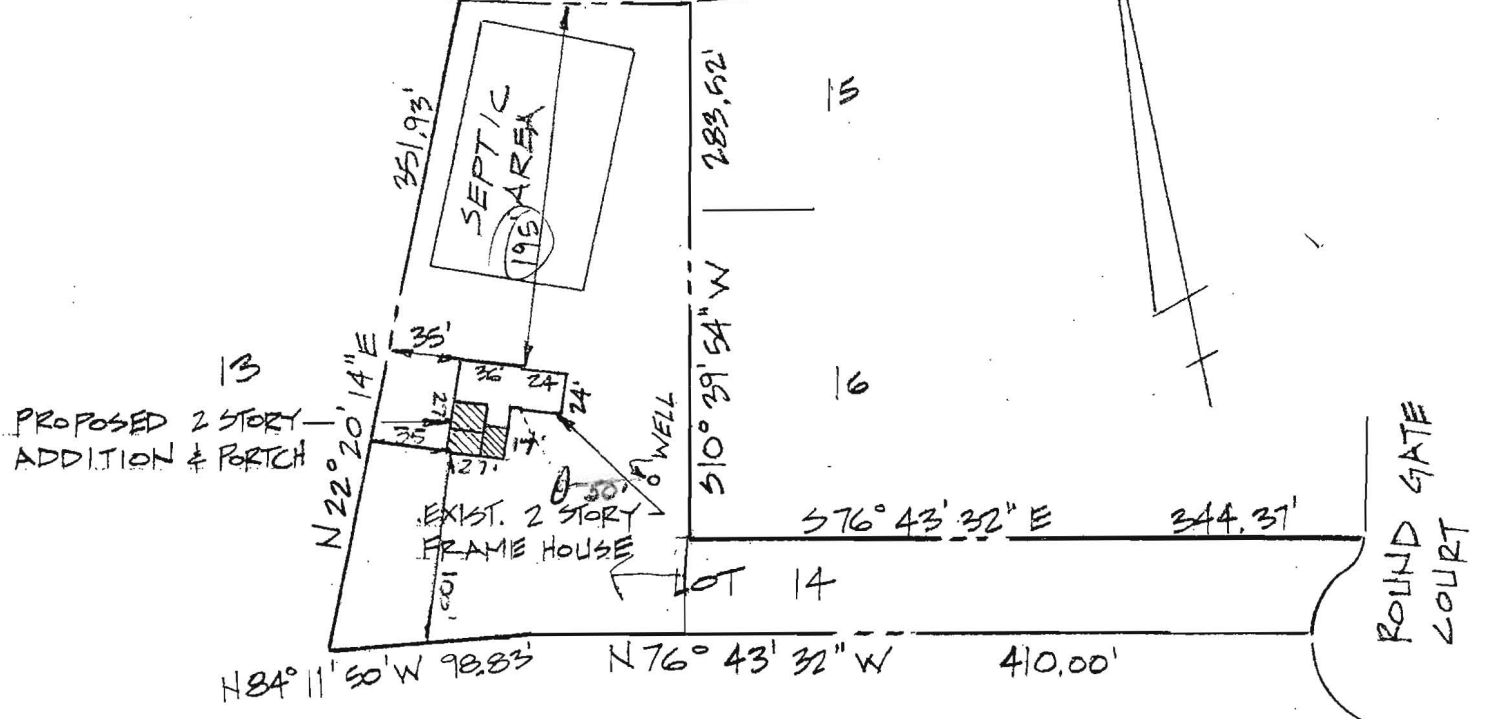 351.93'
SEPTIC
AREA
195'
283.52'
15
S10° 39' 54" W
16
13
PROPOSED 2 STORY
ADDITION & PORTCH
N 22° 20' 14" E
35'
36'
24'
24'
27'
35'
27'
14'
WELL
50'
EXIST. 2 STORY
FRAME HOUSE
100'
S76° 43' 32" E 344.37'
LOT 14
ROUND GATE
COURT
N84° 11' 50' W 98.83'
N76° 43' 32" W 410.00'